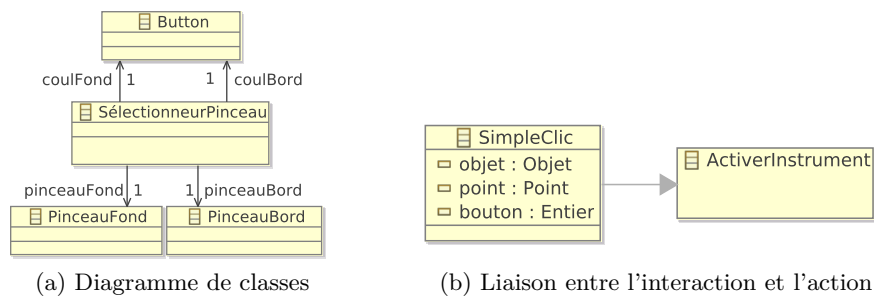 Button
coulFond 1
1 coulBord
SélectionneurPinceau
pinceauFond 1
1 pinceauBord
PinceauFond
PinceauBord
(a) Diagramme de classes
SimpleClic
objet : Objet
point : Point
bouton : Entier
ActiverInstrument
(b) Liaison entre l'interaction et l'action